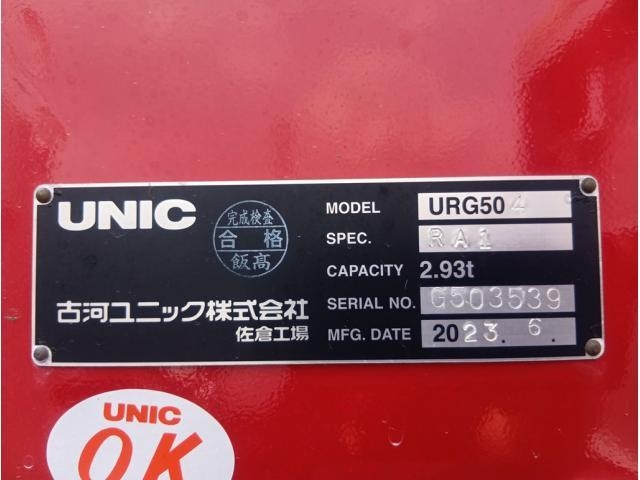 UNIC
完成検査
合格
飯高
古河ユニック株式会社
佐倉工場
MODEL URG504
SPEC. RA1
CAPACITY 2.93t
SERIAL NO. G503539
MFG. DATE 2023. 6.
UNIC
OK